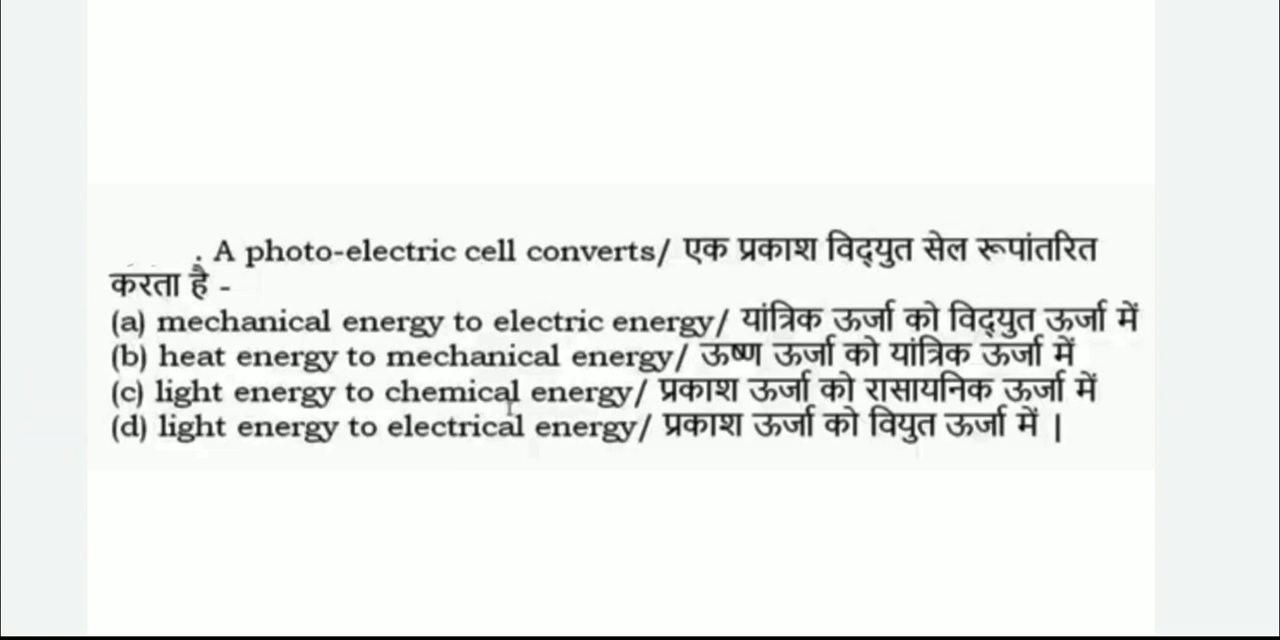 . A photo-electric cell converts/ एक प्रकाश विद्युत सेल रूपांतरित
करता है -
(a) mechanical energy to electric energy/ यांत्रिक ऊर्जा को विद्युत ऊर्जा में
(b) heat energy to mechanical energy/ ऊष्ण ऊर्जा को यांत्रिक ऊर्जा में
(c) light energy to chemical energy/ प्रकाश ऊर्जा को रासायनिक ऊर्जा में
(d) light energy to electrical energy/ प्रकाश ऊर्जा को वियुत ऊर्जा में |